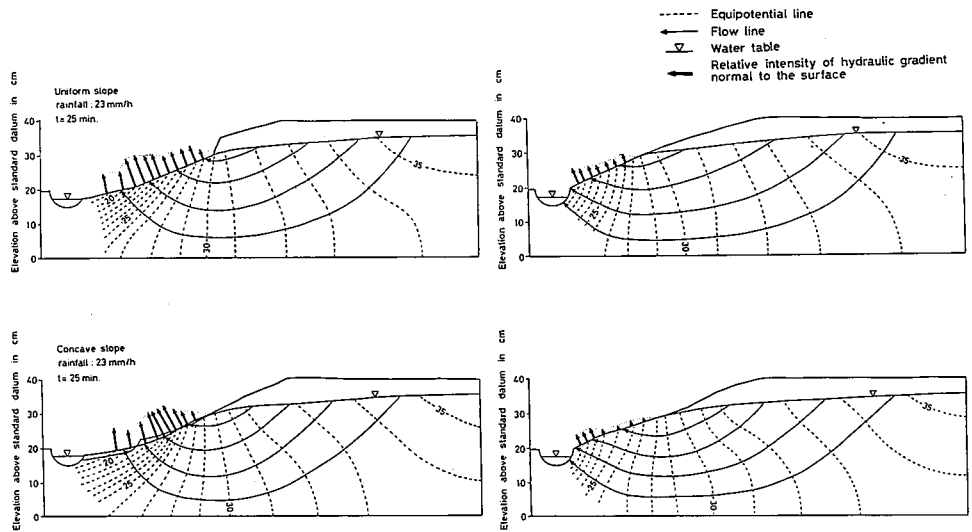 Equipotential line
Flow line
Water table
Relative intensity of hydraulic gradient
normal to the surface
Elevation above standard datum in cm
Uniform slope
rainfall : 23 mm/h
t = 25 min.
40
30
20
10
0
20
25
30
35
Elevation above standard datum in cm
40
30
20
10
0
25
30
35
Elevation above standard datum in cm
Concave slope
rainfall : 23 mm/h
t = 25 min.
40
30
20
10
0
20
25
30
35
Elevation above standard datum in cm
40
30
20
10
0
25
30
35